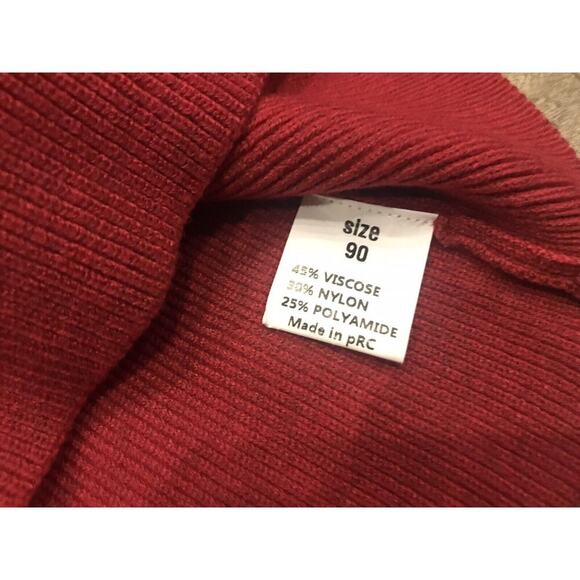 size
90
45% VISCOSE
30% NYLON
25% POLYAMIDE
Made in pRC